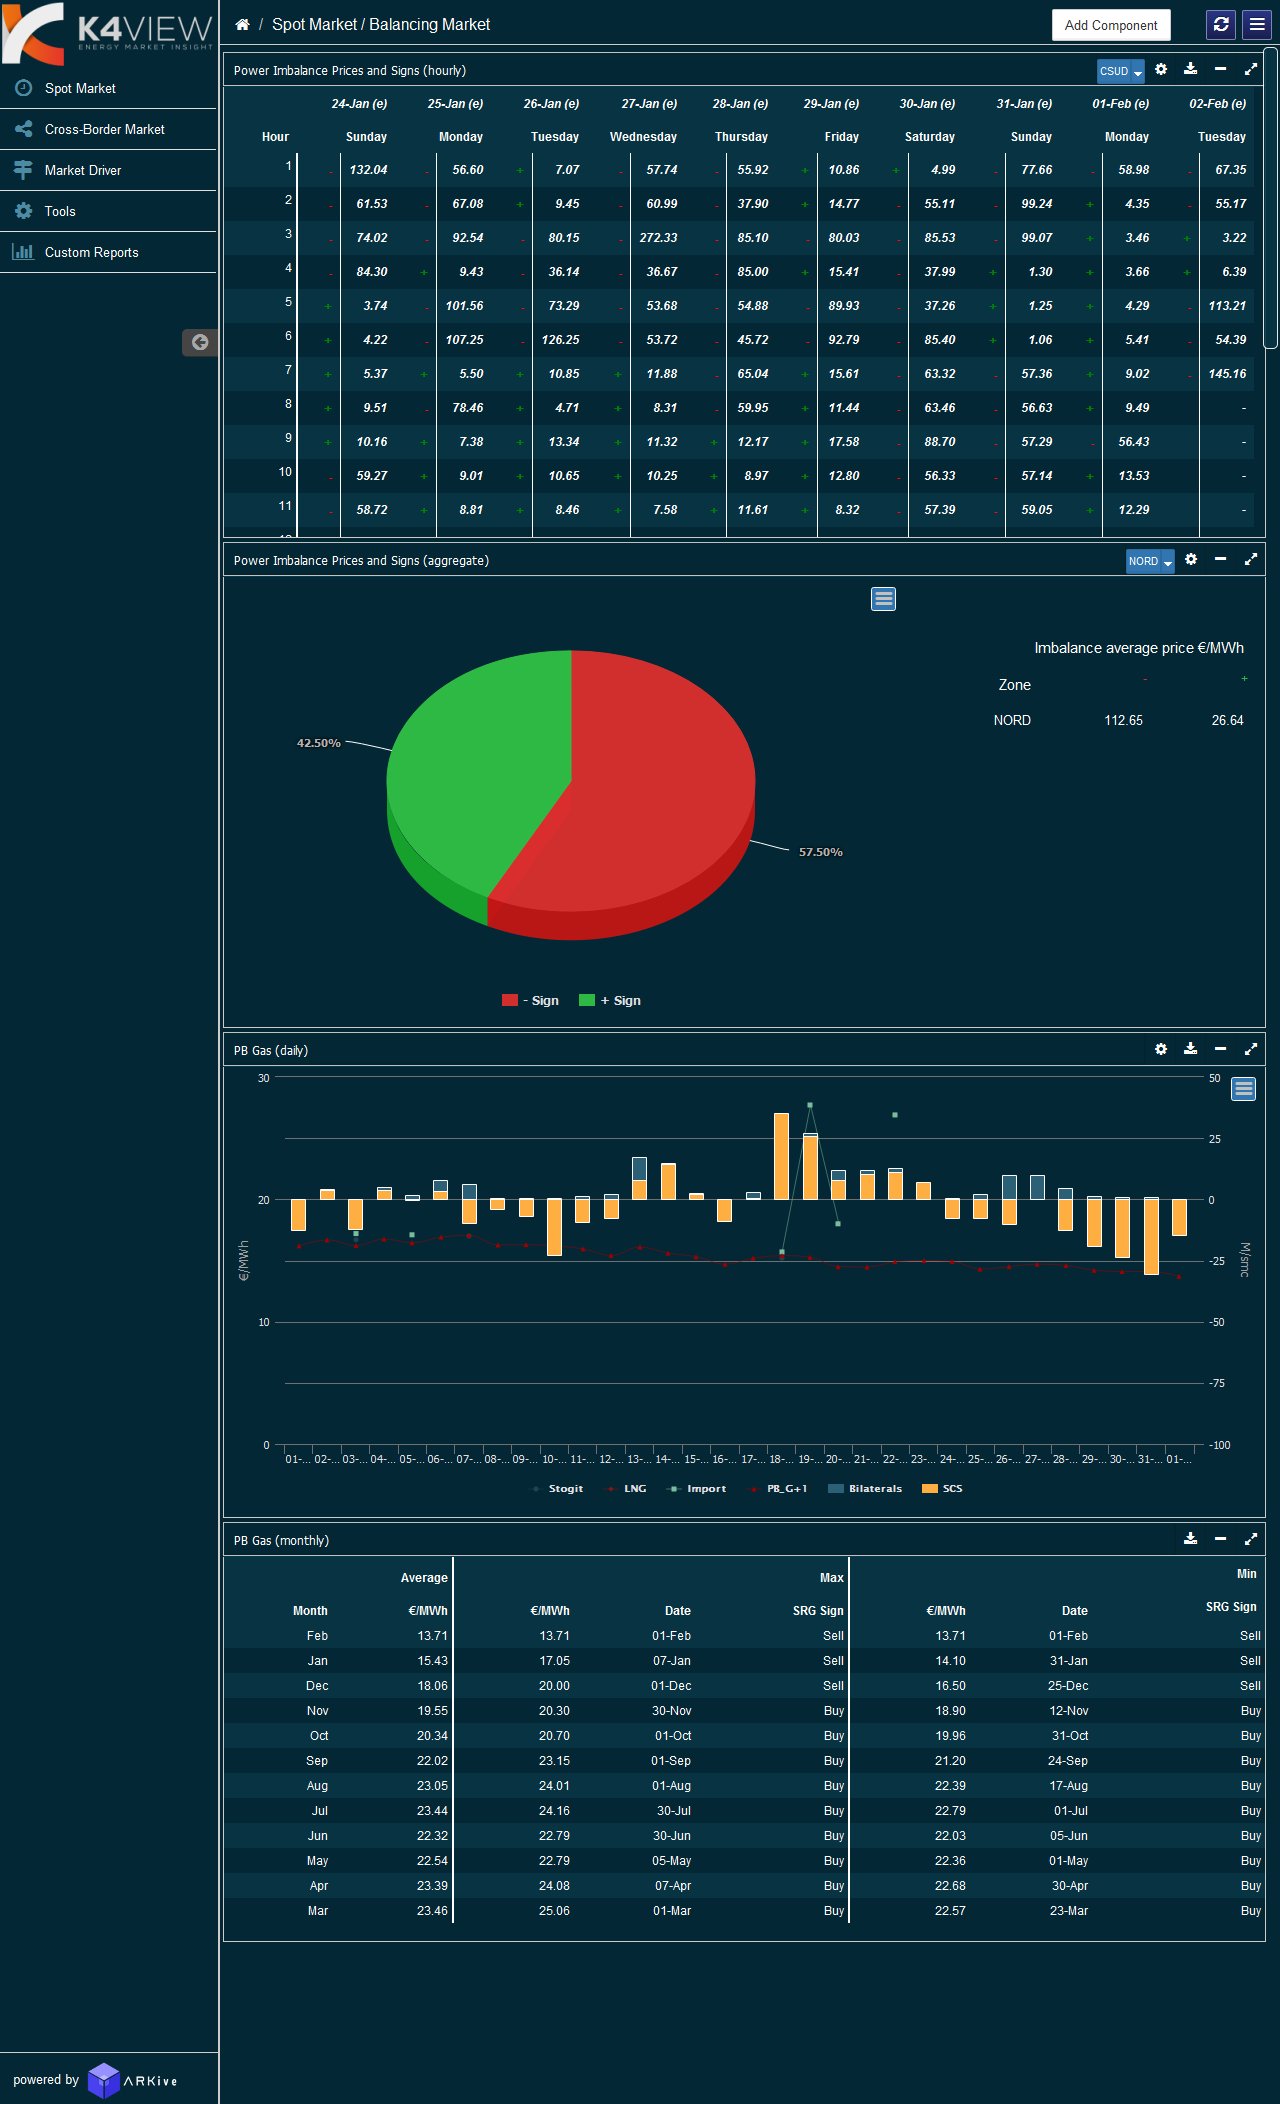 K4VIEW
ENERGY MARKET INSIGHT
/ Spot Market / Balancing Market
Add Component
Spot Market
Cross-Border Market
Market Driver
Tools
Custom Reports
Power Imbalance Prices and Signs (hourly)
CSUD
24-Jan (e) 25-Jan (e) 26-Jan (e) 27-Jan (e) 28-Jan (e) 29-Jan (e) 30-Jan (e) 31-Jan (e) 01-Feb (e) 02-Feb (e)
Hour Sunday Monday Tuesday Wednesday Thursday Friday Saturday Sunday Monday Tuesday
1 - 132.04 - 56.60 + 7.07 - 57.74 - 55.92 + 10.86 + 4.99 - 77.66 - 58.98 - 67.35
2 - 61.53 - 67.08 + 9.45 - 60.99 - 37.90 + 14.77 - 55.11 - 99.24 + 4.35 - 55.17
3 - 74.02 - 92.54 - 80.15 - 272.33 - 85.10 - 80.03 - 85.53 - 99.07 + 3.46 + 3.22
4 - 84.30 + 9.43 - 36.14 - 36.67 - 85.00 + 15.41 - 37.99 + 1.30 + 3.66 + 6.39
5 + 3.74 - 101.56 - 73.29 - 53.68 - 54.88 - 89.93 - 37.26 + 1.25 + 4.29 - 113.21
6 + 4.22 - 107.25 - 126.25 - 53.72 - 45.72 - 92.79 - 85.40 + 1.06 + 5.41 - 54.39
7 + 5.37 + 5.50 + 10.85 + 11.88 - 65.04 + 15.61 - 63.32 - 57.36 + 9.02 - 145.16
8 + 9.51 - 78.46 + 4.71 + 8.31 - 59.95 + 11.44 - 63.46 - 56.63 + 9.49 -
9 + 10.16 + 7.38 + 13.34 + 11.32 + 12.17 + 17.58 - 88.70 - 57.29 - 56.43 -
10 - 59.27 + 9.01 + 10.65 + 10.25 + 8.97 + 12.80 - 56.33 - 57.14 + 13.53 -
11 - 58.72 + 8.81 + 8.46 + 7.58 + 11.61 + 8.32 - 57.39 - 59.05 + 12.29 -
Power Imbalance Prices and Signs (aggregate)
NORD
42.50%
57.50%
- Sign + Sign
Imbalance average price €/MWh
Zone - +
NORD 112.65 26.64
PB Gas (daily)
30 50
25
20 0
€/MWh -25 M/smc
10 -50
-75
0 -100
01-... 02-... 03-... 04-... 05-... 06-... 07-... 08-... 09-... 10-... 11-... 12-... 13-... 14-... 15-... 16-... 17-... 18-... 19-... 20-... 21-... 22-... 23-... 24-... 25-... 26-... 27-... 28-... 29-... 30-... 31-... 01-...
Stogit LNG Import PB_G+1 Bilaterals SCS
PB Gas (monthly)
Average Max Min
Month €/MWh €/MWh Date SRG Sign €/MWh Date SRG Sign
Feb 13.71 13.71 01-Feb Sell 13.71 01-Feb Sell
Jan 15.43 17.05 07-Jan Sell 14.10 31-Jan Sell
Dec 18.06 20.00 01-Dec Sell 16.50 25-Dec Sell
Nov 19.55 20.30 30-Nov Buy 18.90 12-Nov Buy
Oct 20.34 20.70 01-Oct Buy 19.96 31-Oct Buy
Sep 22.02 23.15 01-Sep Buy 21.20 24-Sep Buy
Aug 23.05 24.01 01-Aug Buy 22.39 17-Aug Buy
Jul 23.44 24.16 30-Jul Buy 22.79 01-Jul Buy
Jun 22.32 22.79 30-Jun Buy 22.03 05-Jun Buy
May 22.54 22.79 05-May Buy 22.36 01-May Buy
Apr 23.39 24.08 07-Apr Buy 22.68 30-Apr Buy
Mar 23.46 25.06 01-Mar Buy 22.57 23-Mar Buy
powered by ARKive